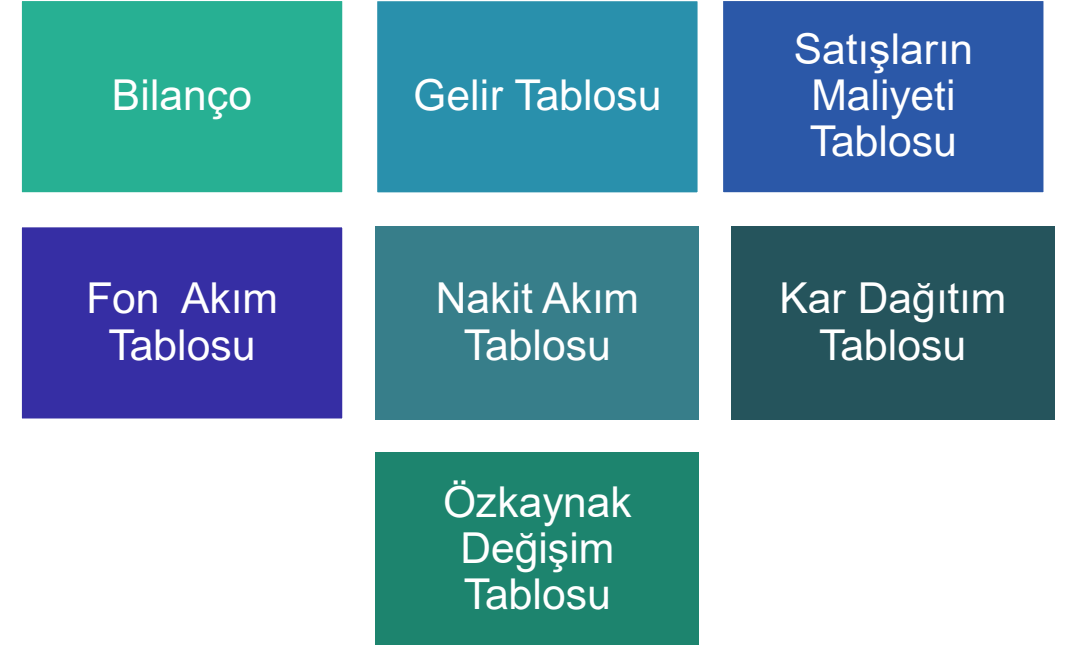 Bilanço
Gelir Tablosu
Satışların
Maliyeti
Tablosu
Fon  Akım
Tablosu
Nakit Akım
Tablosu
Kar Dağıtım
Tablosu
Özkaynak
Değişim
Tablosu